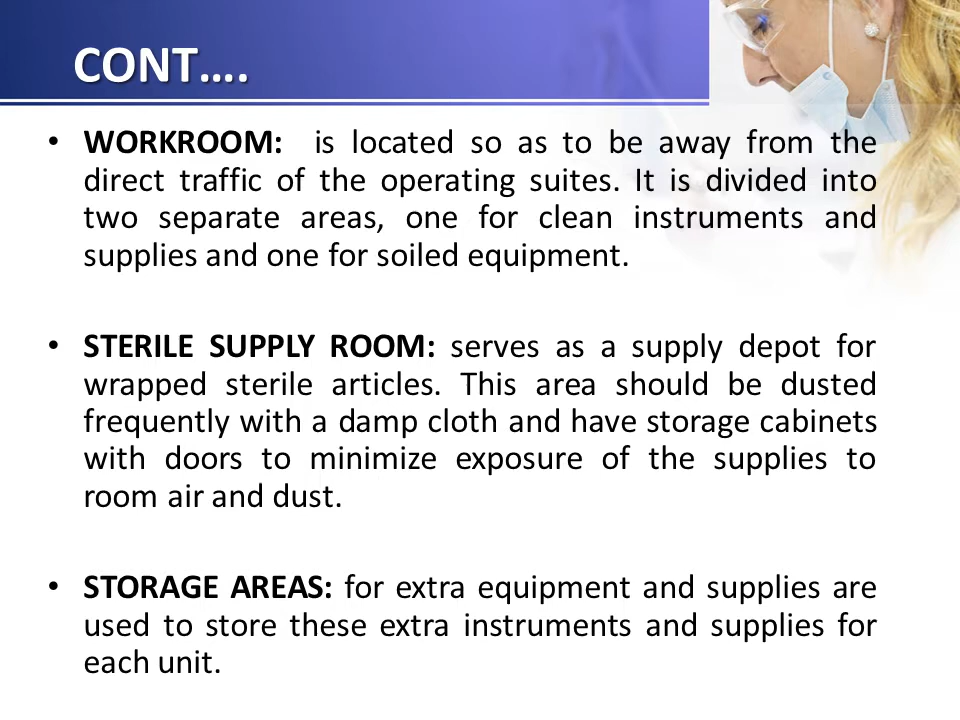 CONT....
• WORKROOM: is located so as to be away from the
direct traffic of the operating suites. It is divided into
two separate areas, one for clean instruments and
supplies and one for soiled equipment.
• STERILE SUPPLY ROOM: serves as a supply depot for
wrapped sterile articles. This area should be dusted
frequently with a damp cloth and have storage cabinets
with doors to minimize exposure of the supplies to
room air and dust.
• STORAGE AREAS: for extra equipment and supplies are
used to store these extra instruments and supplies for
each unit.